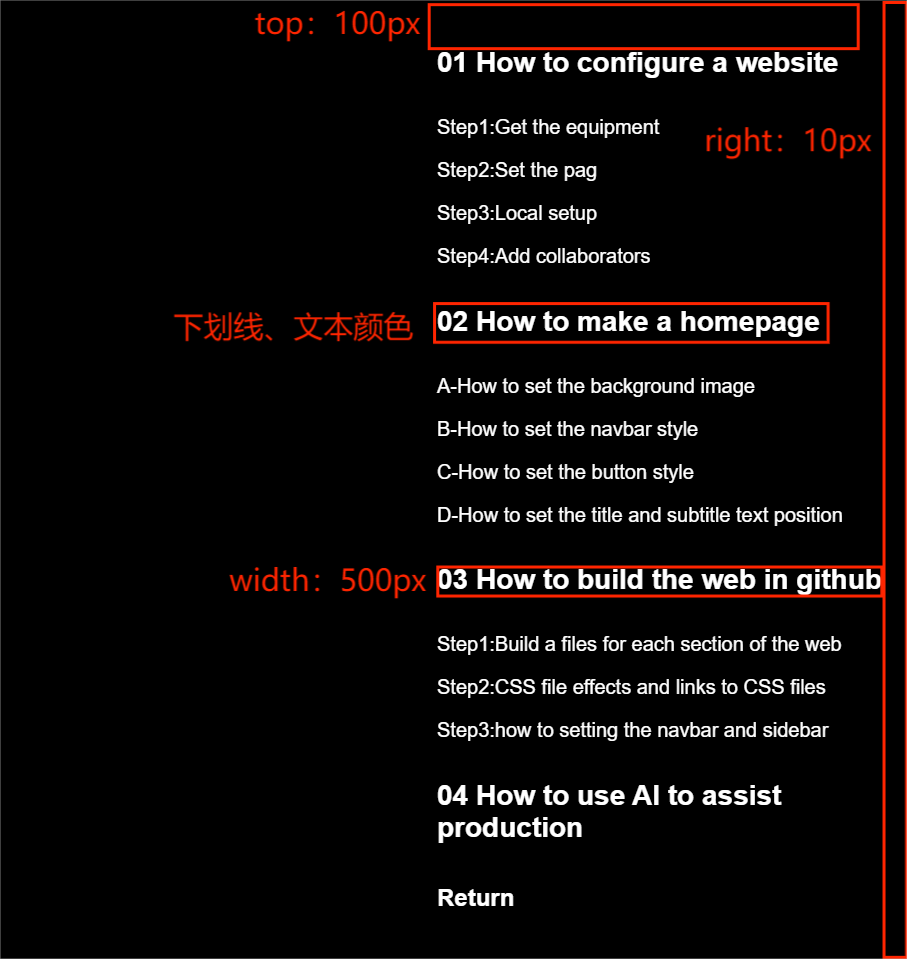 top：100px
01 How to configure a website
Step1:Get the equipment
right：10px
Step2:Set the pag
Step3:Local setup
Step4:Add collaborators
下划线、文本颜色
02 How to make a homepage
A-How to set the background image
B-How to set the navbar style
C-How to set the button style
D-How to set the title and subtitle text position
width：500px
03 How to build the web in github
Step1:Build a files for each section of the web
Step2:CSS file effects and links to CSS files
Step3:how to setting the navbar and sidebar
04 How to use AI to assist
production
Return